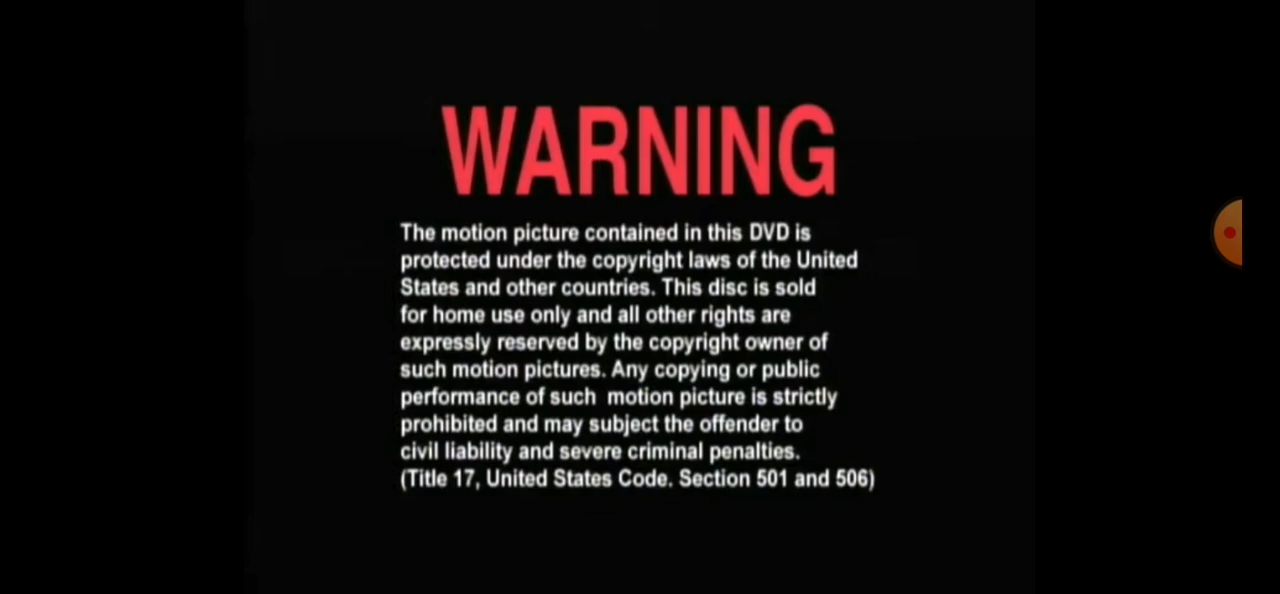 WARNING
The motion picture contained in this DVD is
protected under the copyright laws of the United
States and other countries. This disc is sold
for home use only and all other rights are
expressly reserved by the copyright owner of
such motion pictures. Any copying or public
performance of such  motion picture is strictly
prohibited and may subject the offender to
civil liability and severe criminal penalties.
(Title 17, United States Code. Section 501 and 506)